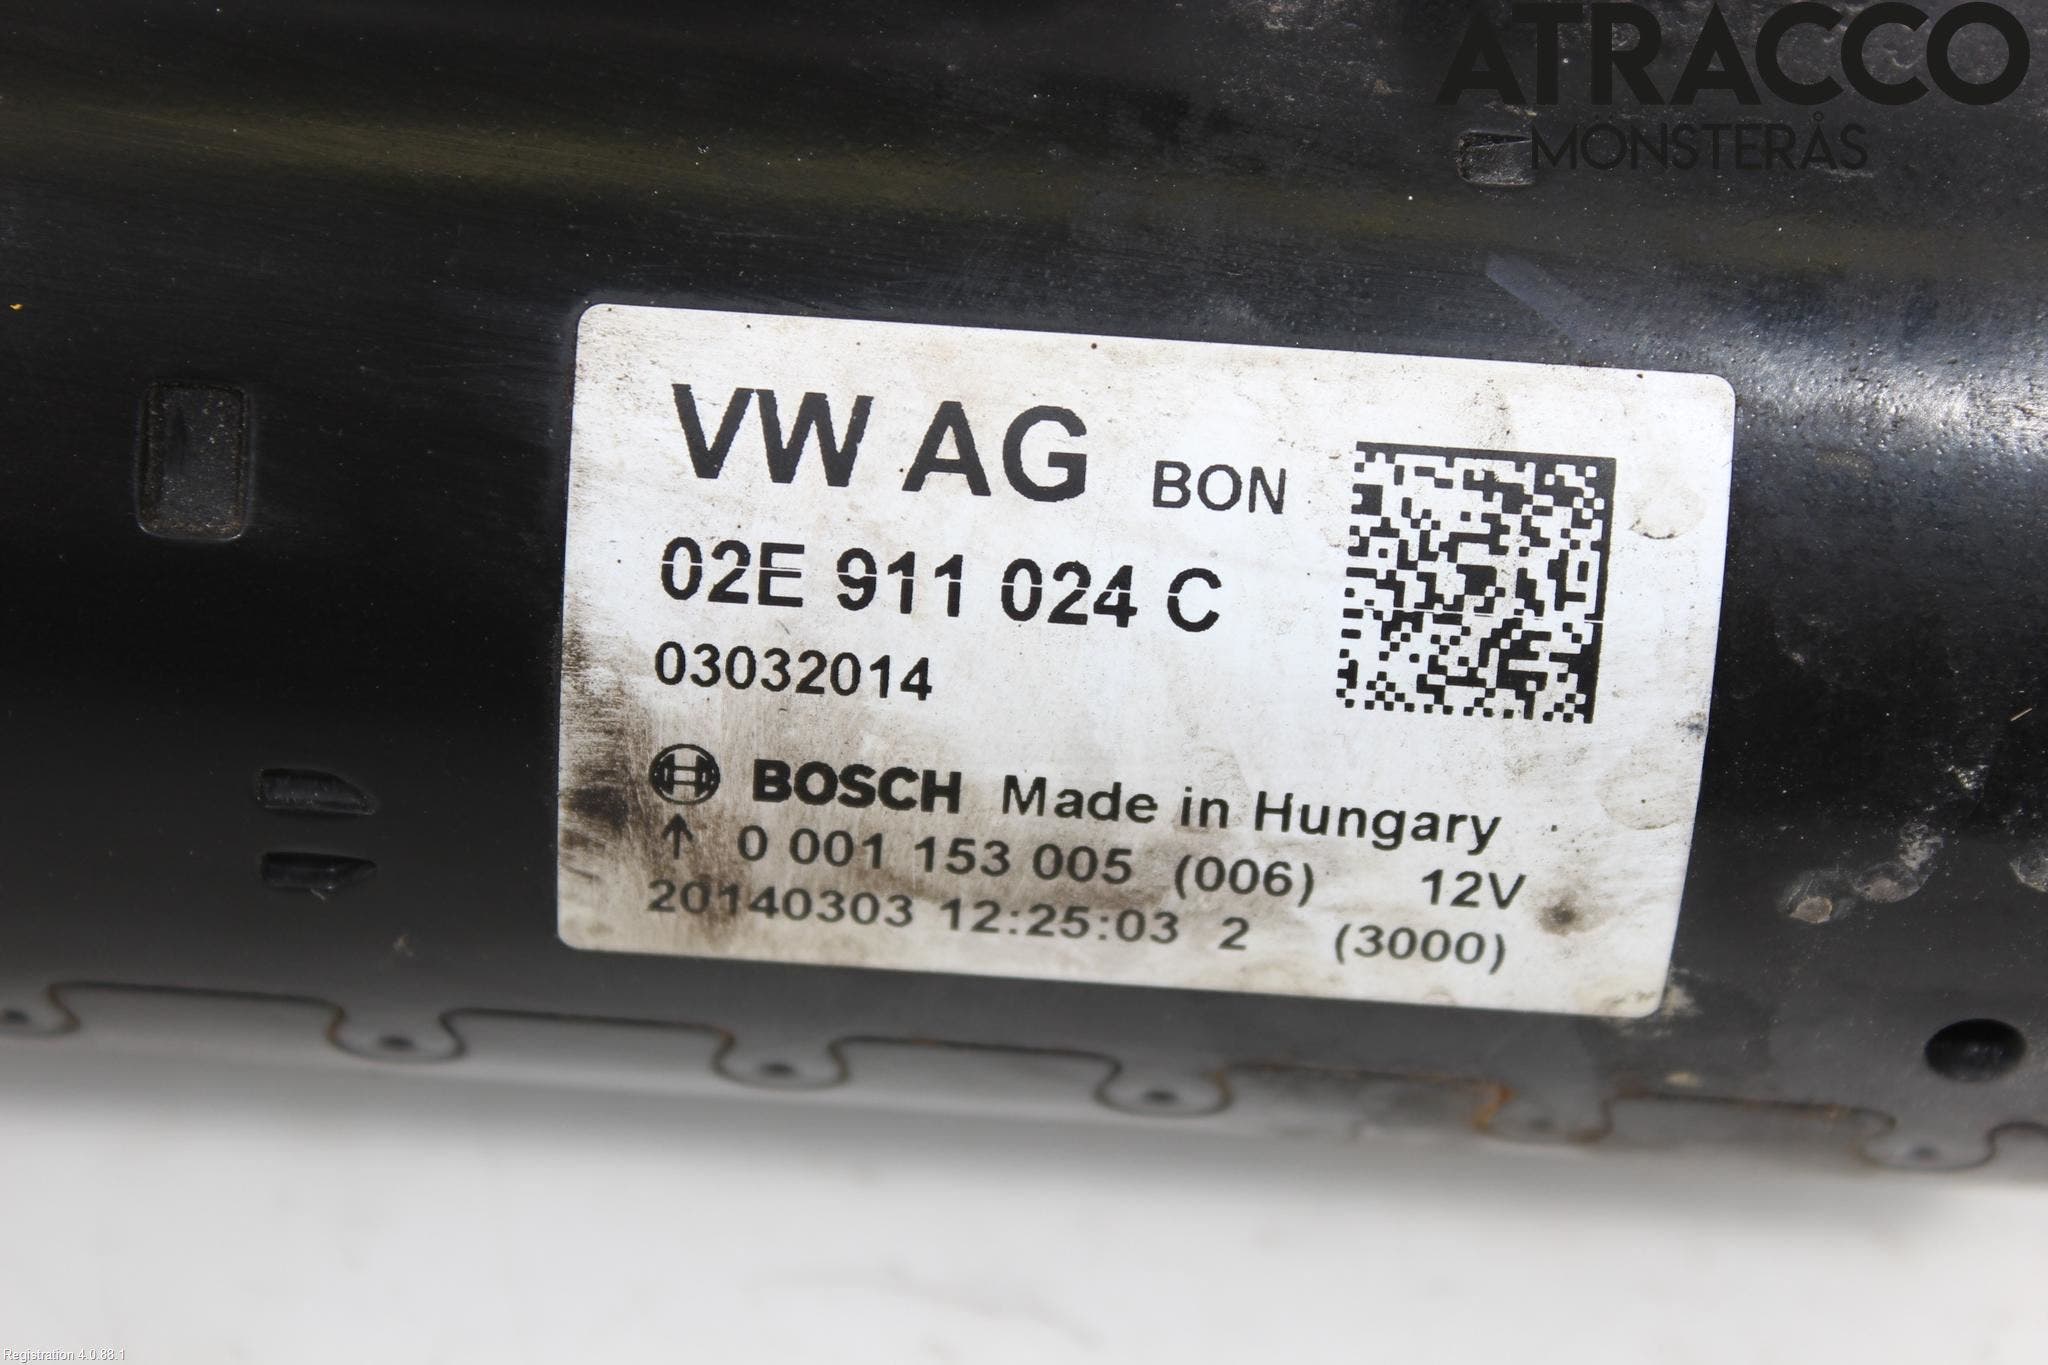 ATRACCO
MÖNSTERÅS
VW AG BON
02E 911 024 C
03032014
BOSCH Made in Hungary
↑ 0 001 153 005 (006) 12V
20140303 12:25:03 2 (3000)
Registration 4.0.88.1